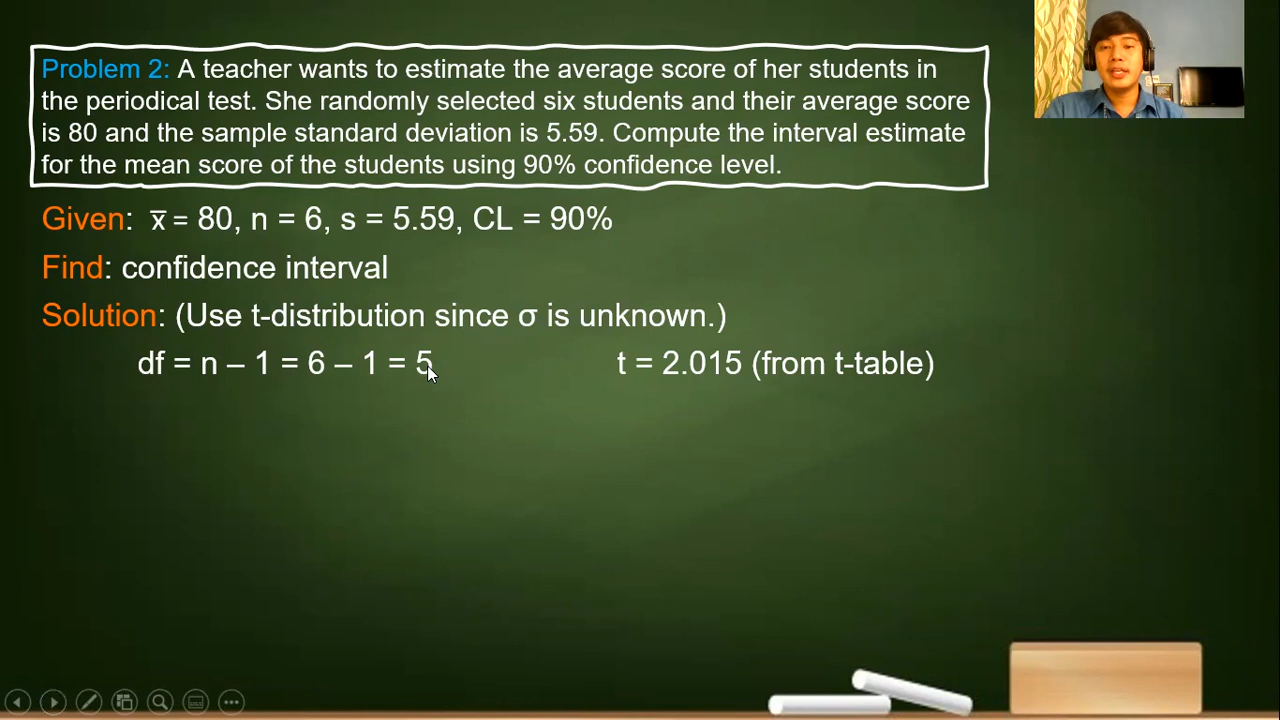 Problem 2: A teacher wants to estimate the average score of her students in
the periodical test. She randomly selected six students and their average score
is 80 and the sample standard deviation is 5.59. Compute the interval estimate
for the mean score of the students using 90% confidence level.
Given: x̅ = 80, n = 6, s = 5.59, CL = 90%
Find: confidence interval
Solution: (Use t-distribution since σ is unknown.)
df = n – 1 = 6 – 1 = 5
t = 2.015 (from t-table)